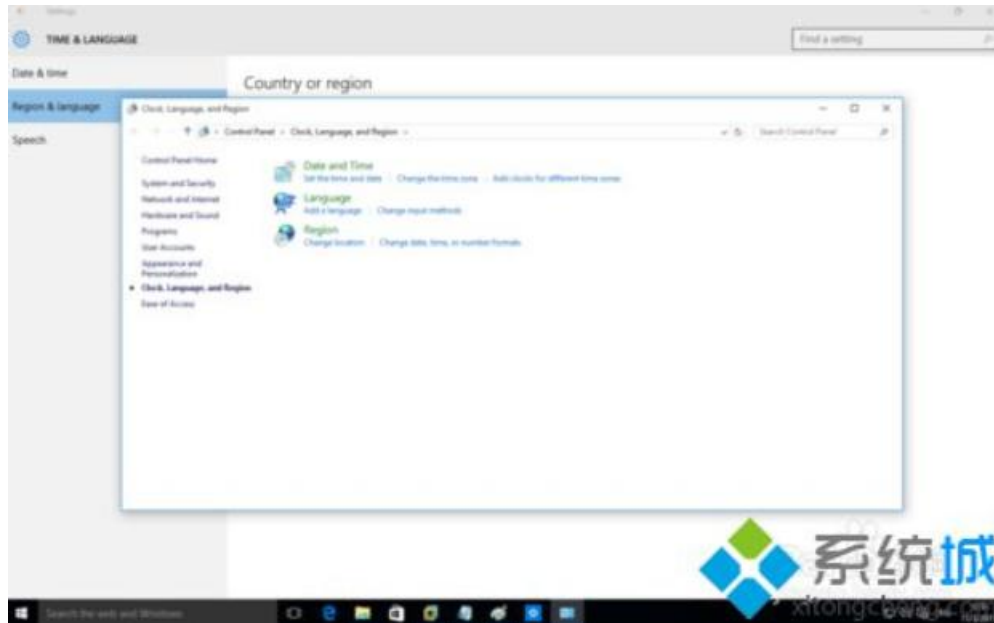 Settings
TIME & LANGUAGE
Find a setting
Date & time
Country or region
Region & language
Clock, Language, and Region
Control Panel › Clock, Language, and Region
Search Control Panel
Speech
Control Panel Home
System and Security
Network and Internet
Hardware and Sound
Programs
User Accounts
Appearance and
Personalization
Clock, Language, and Region
Ease of Access
Date and Time
Set the time and date
Change the time zone
Add clocks for different time zones
Language
Add a language
Change input methods
Region
Change location
Change date, time, or number formats
系统城
Search the web and Windows